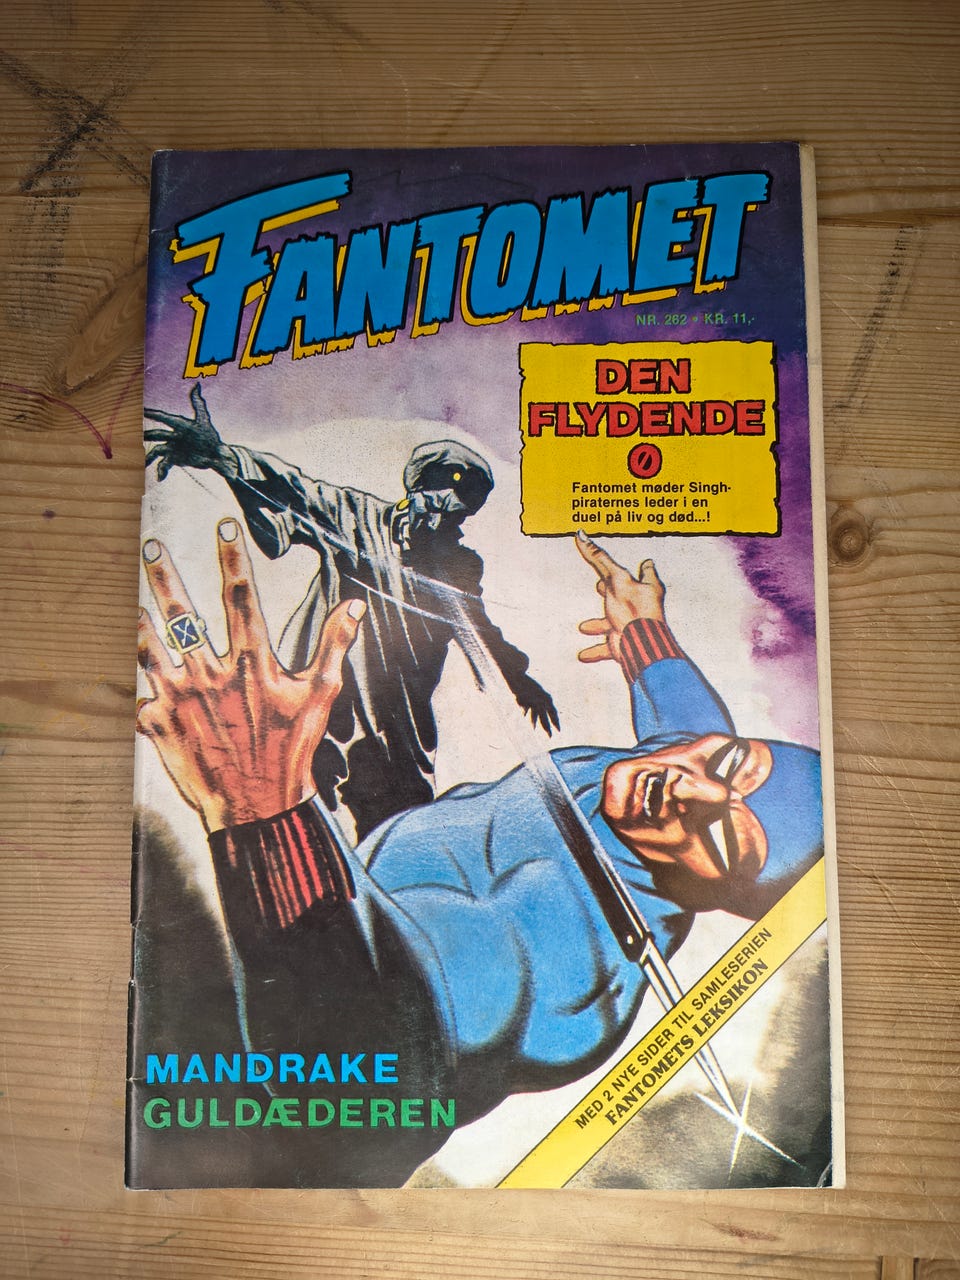 FANTOMET
NR. 262 • KR. 11,-
DEN
FLYDENDE
Ø
Fantomet møder Singh-
piraternes leder i en
duel på liv og død...!
MED 2 NYE SIDER TIL SAMLESERIEN
FANTOMETS LEKSIKON
MANDRAKE
GULDÆDEREN